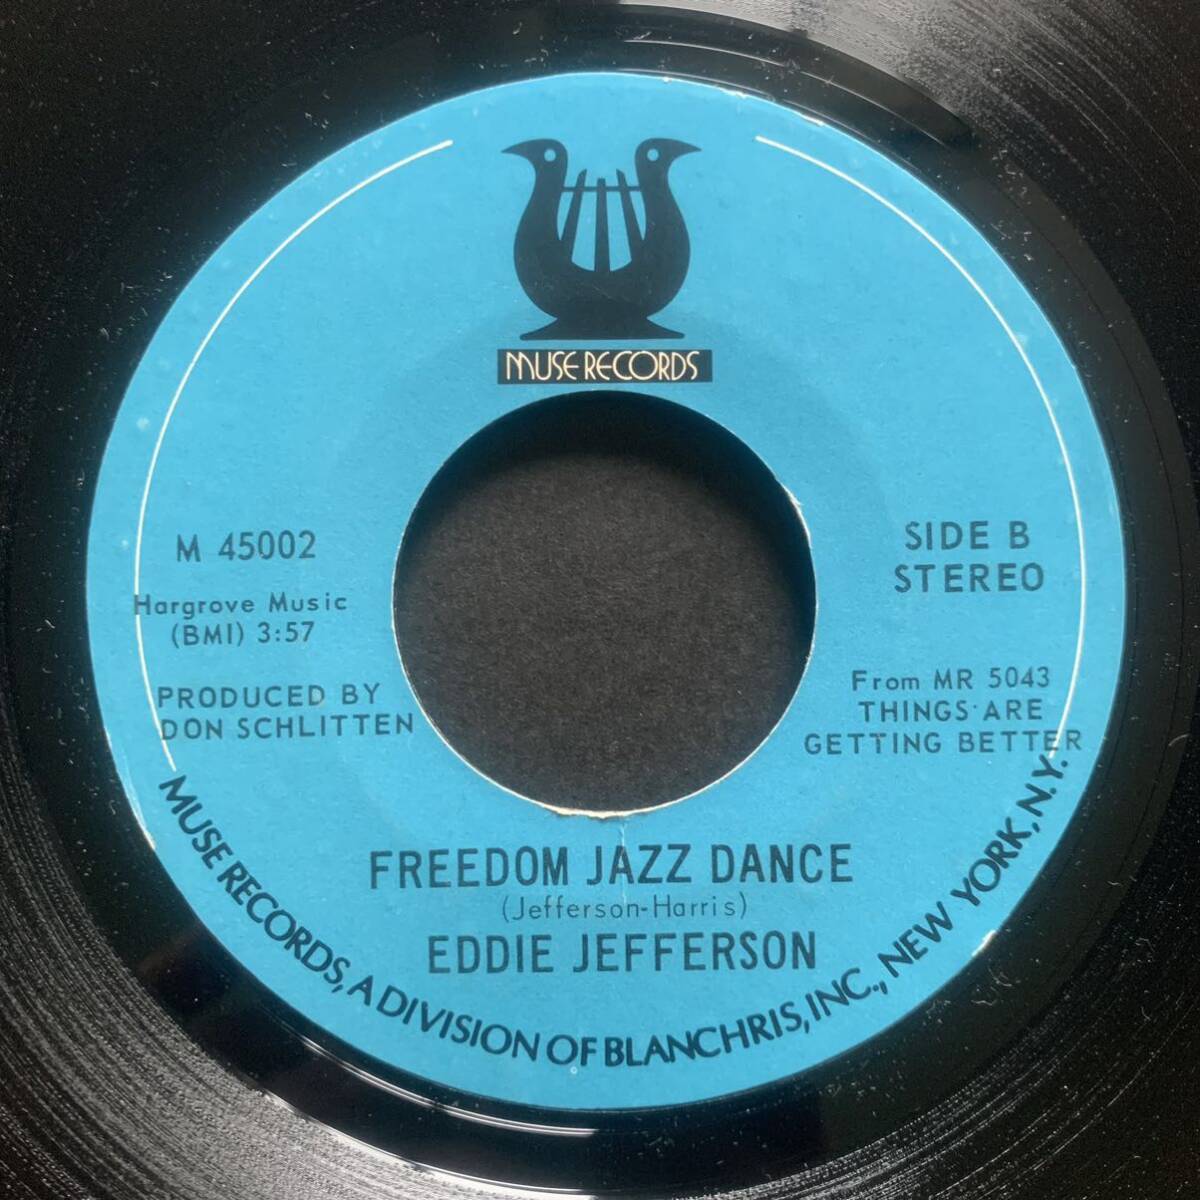 MUSE RECORDS
M 45002
Hargrove Music
(BMI) 3:57
PRODUCED BY
DON SCHLITTEN
SIDE B
STEREO
From MR 5043
THINGS ARE
GETTING BETTER
FREEDOM JAZZ DANCE
(Jefferson-Harris)
EDDIE JEFFERSON
MUSE RECORDS, A DIVISION OF BLANCHRIS, INC., NEW YORK, N.Y.